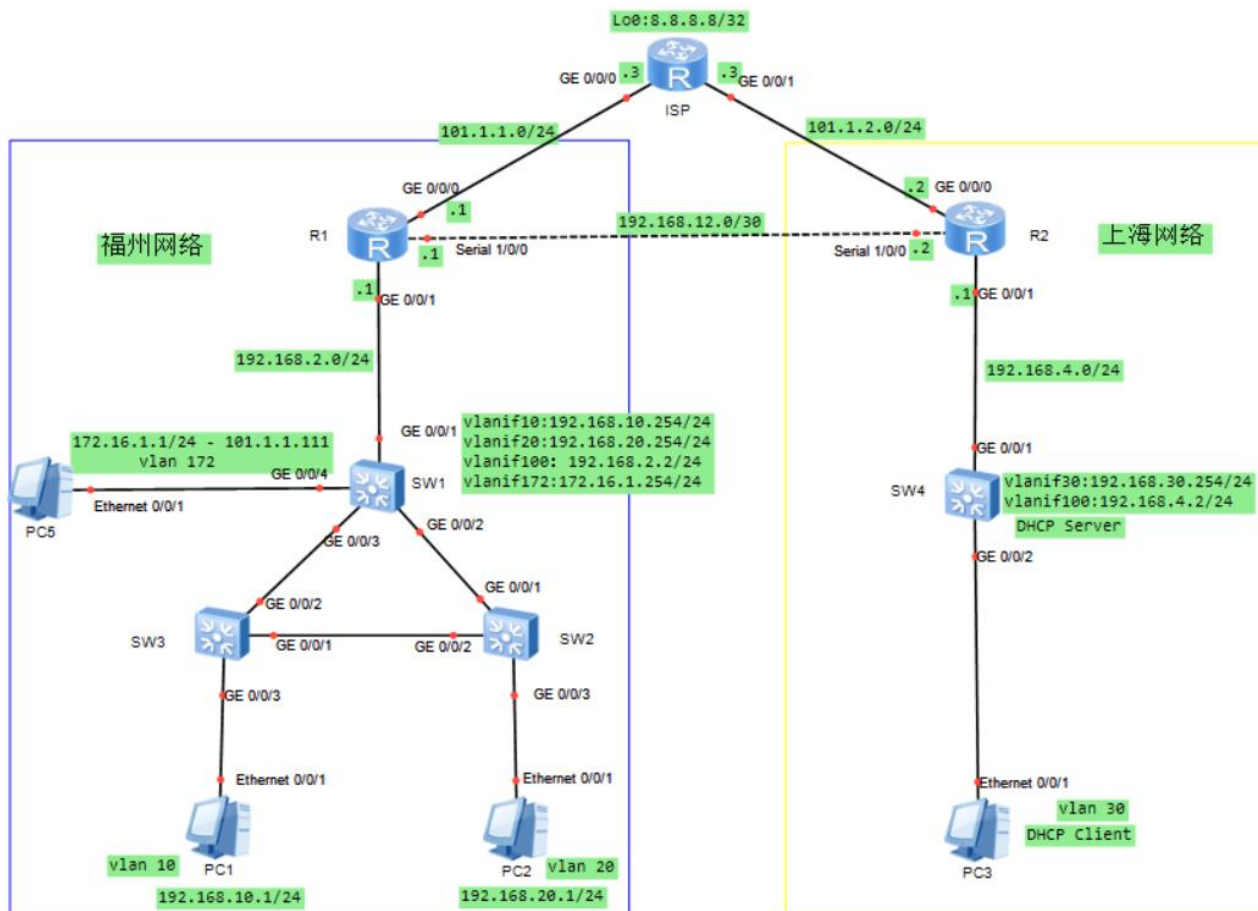 Lo0:8.8.8.8/32
GE 0/0/0
.3
.3
GE 0/0/1
ISP
101.1.1.0/24
101.1.2.0/24
GE 0/0/0
.1
.2
GE 0/0/0
福州网络
R1
192.168.12.0/30
R2
上海网络
.1
Serial 1/0/0
Serial 1/0/0
.2
.1
GE 0/0/1
.1
GE 0/0/1
192.168.2.0/24
192.168.4.0/24
GE 0/0/1
vlanif10:192.168.10.254/24
vlanif20:192.168.20.254/24
vlanif100: 192.168.2.2/24
vlanif172:172.16.1.254/24
172.16.1.1/24 - 101.1.1.111
vlan 172
GE 0/0/4
SW1
Ethernet 0/0/1
PC5
GE 0/0/1
SW4
vlanif30:192.168.30.254/24
vlanif100:192.168.4.2/24
DHCP Server
GE 0/0/2
GE 0/0/2
GE 0/0/3
GE 0/0/2
GE 0/0/1
SW3
GE 0/0/1
GE 0/0/2
SW2
GE 0/0/3
GE 0/0/3
Ethernet 0/0/1
Ethernet 0/0/1
Ethernet 0/0/1
vlan 10
PC1
192.168.10.1/24
PC2
vlan 20
192.168.20.1/24
vlan 30
DHCP Client
PC3